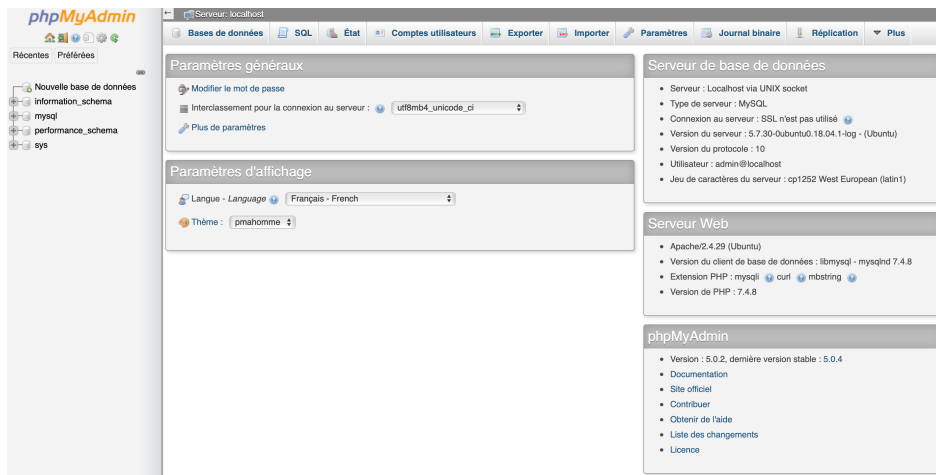 phpMyAdmin
Récentes Préférées
Nouvelle base de données
information_schema
mysql
performance_schema
sys
Serveur: localhost
Bases de données SQL État Comptes utilisateurs Exporter Importer Paramètres Journal binaire Réplication Plus
Paramètres généraux
Modifier le mot de passe
Interclassement pour la connexion au serveur : utf8mb4_unicode_ci
Plus de paramètres
Paramètres d'affichage
Langue - Language Français - French
Thème : pmahomme
Serveur de base de données
Serveur : Localhost via UNIX socket
Type de serveur : MySQL
Connexion au serveur : SSL n'est pas utilisé
Version du serveur : 5.7.30-0ubuntu0.18.04.1-log - (Ubuntu)
Version du protocole : 10
Utilisateur : admin@localhost
Jeu de caractères du serveur : cp1252 West European (latin1)
Serveur Web
Apache/2.4.29 (Ubuntu)
Version du client de base de données : libmysql - mysqlnd 7.4.8
Extension PHP : mysqli curl mbstring
Version de PHP : 7.4.8
phpMyAdmin
Version : 5.0.2, dernière version stable : 5.0.4
Documentation
Site officiel
Contribuer
Obtenir de l'aide
Liste des changements
Licence